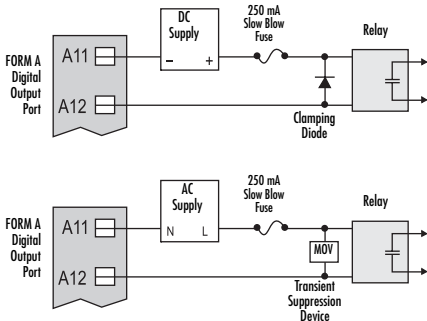 DC
Supply
250 mA
Slow Blow
Fuse
Relay
FORM A
Digital
Output
Port
A11
A12
– +
Clamping
Diode
AC
Supply
250 mA
Slow Blow
Fuse
Relay
FORM A
Digital
Output
Port
A11
A12
N L
MOV
Transient
Suppression
Device